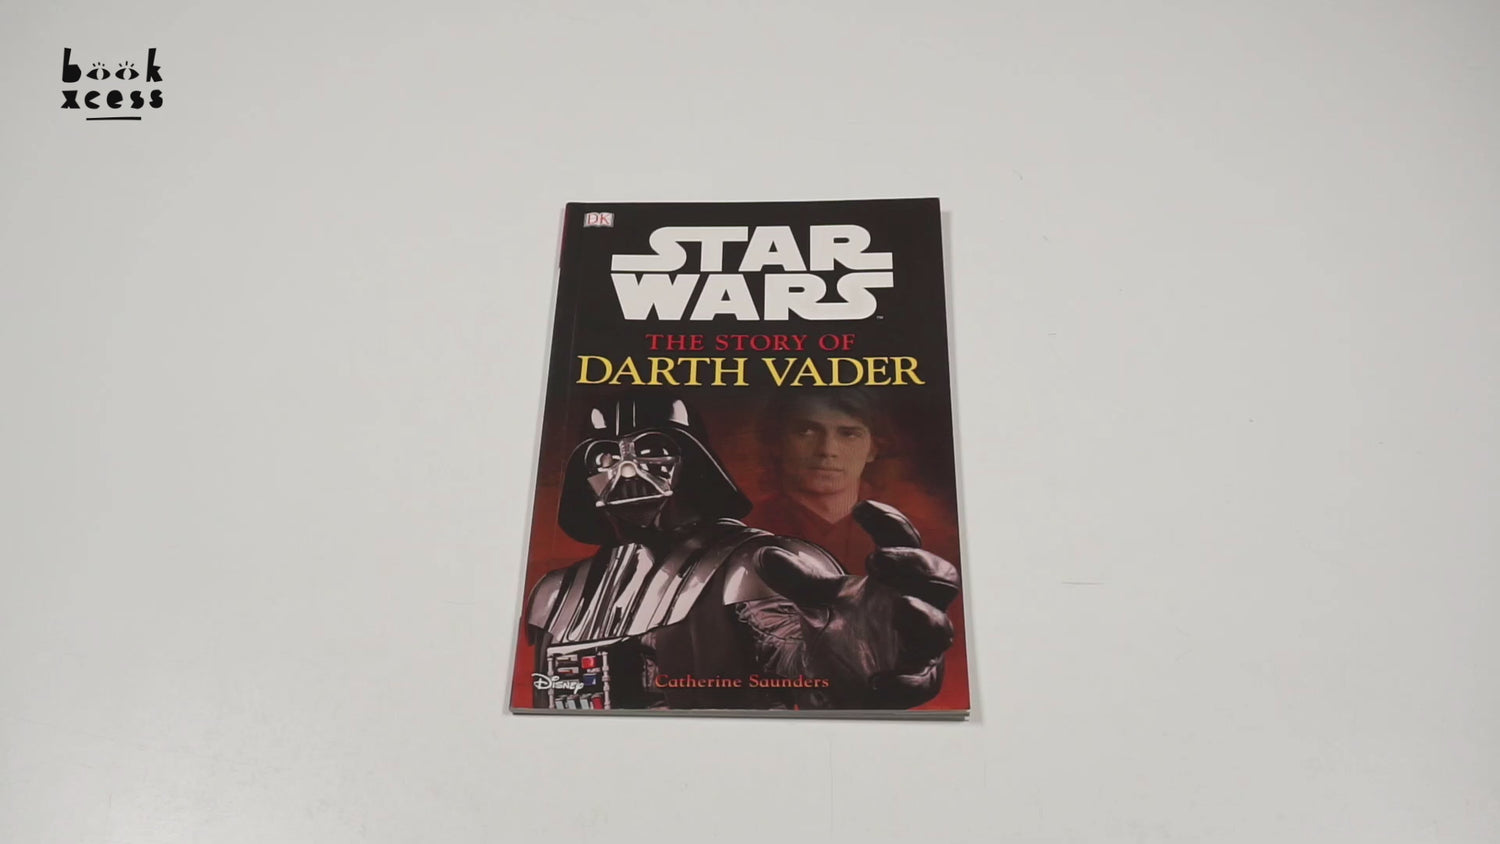 book
xcess
DK
STAR
WARS
THE STORY OF
DARTH VADER
Disney
Catherine Saunders